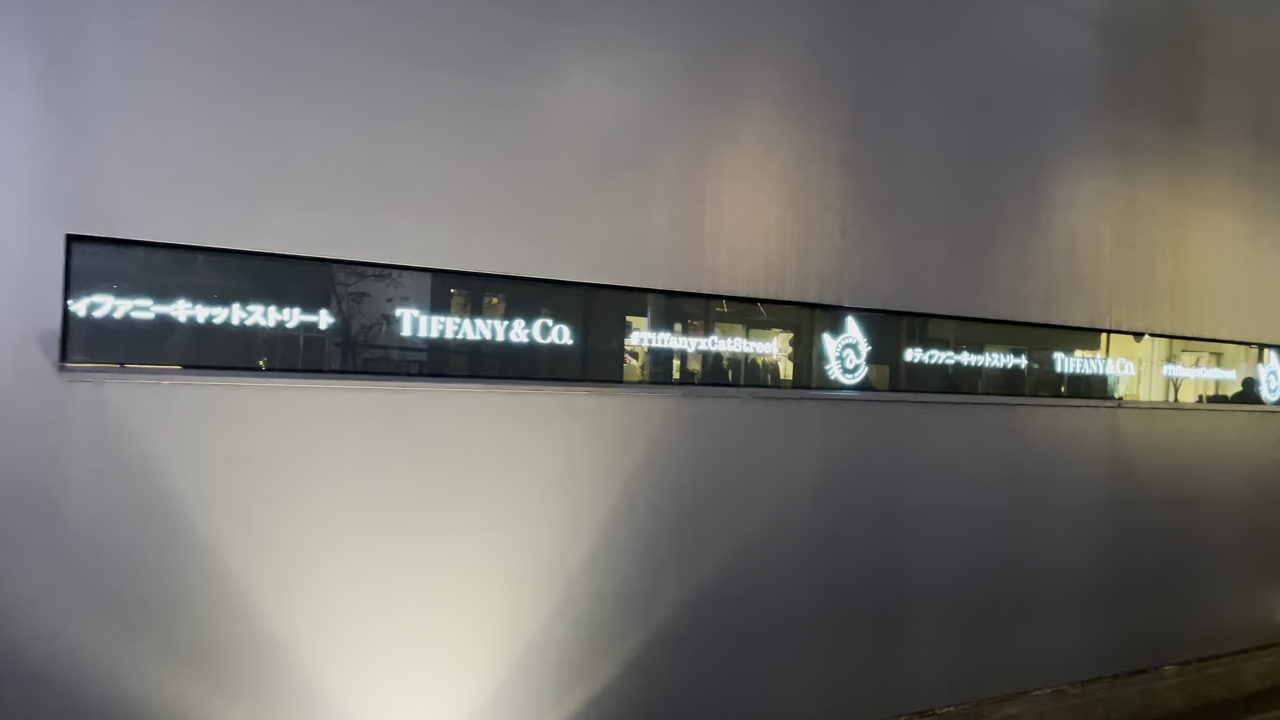 ィファニーキャットストリート
TIFFANY & CO.
#TiffanyxCatStreet
#ティファニーキャットストリート
TIFFANY & CO.
#TiffanyxCatStreet